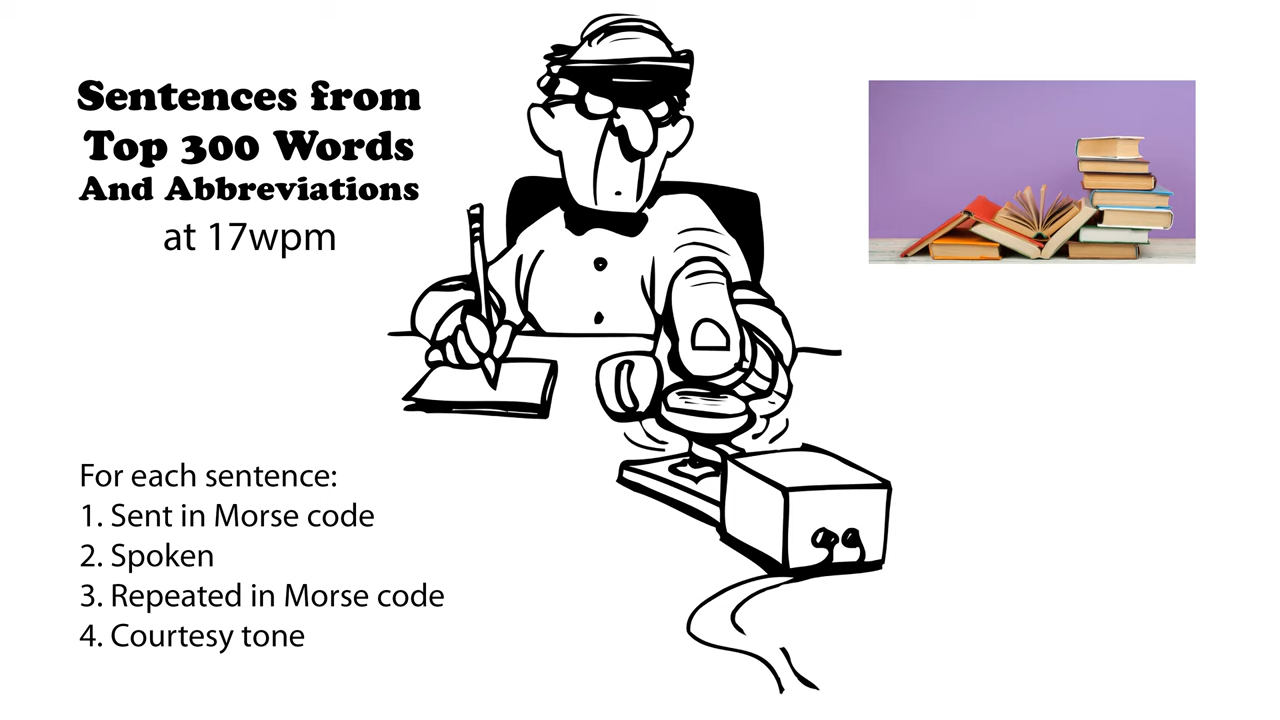 Sentences from
Top 300 Words
And Abbreviations
at 17wpm
For each sentence:
1. Sent in Morse code
2. Spoken
3. Repeated in Morse code
4. Courtesy tone